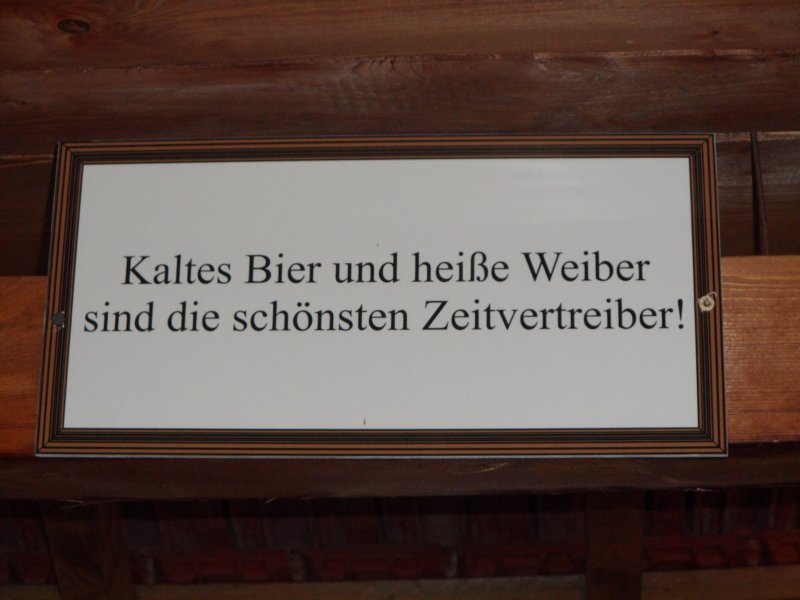 Kaltes Bier und heiße Weiber
sind die schönsten Zeitvertreiber!